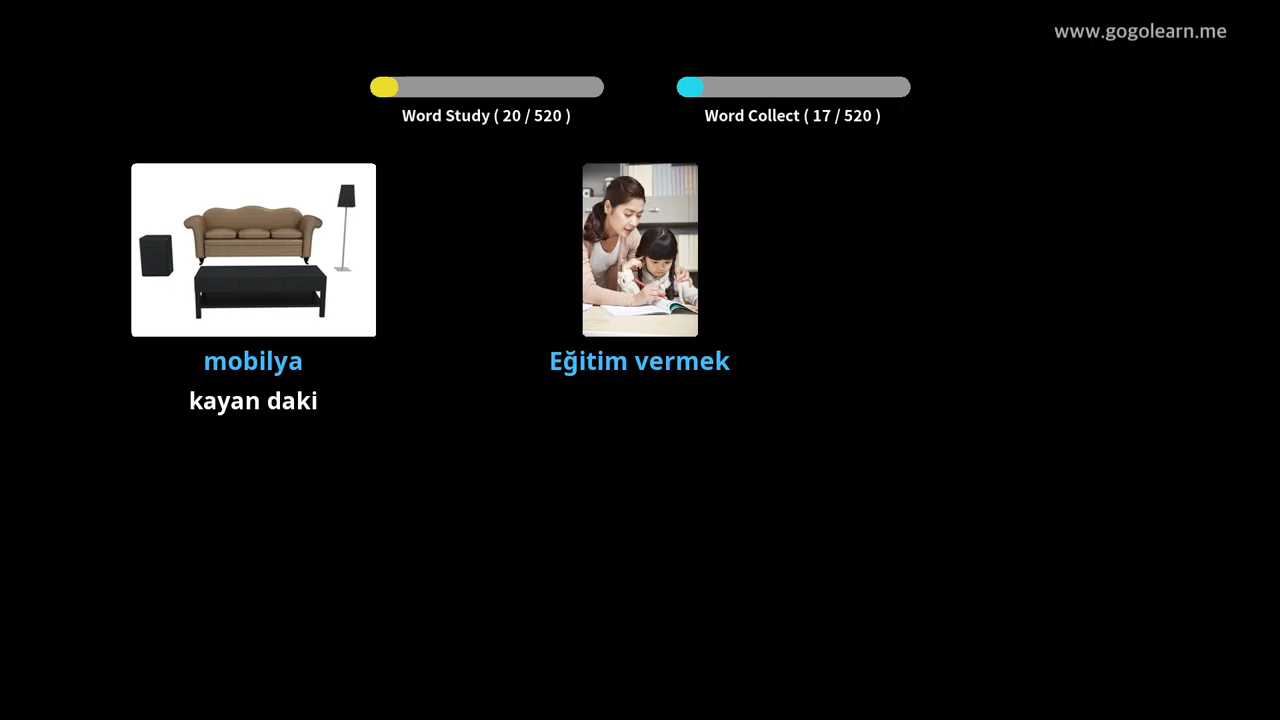 www.gogolearn.me
Word Study ( 20 / 520 )
Word Collect ( 17 / 520 )
mobilya
Eğitim vermek
kayan daki